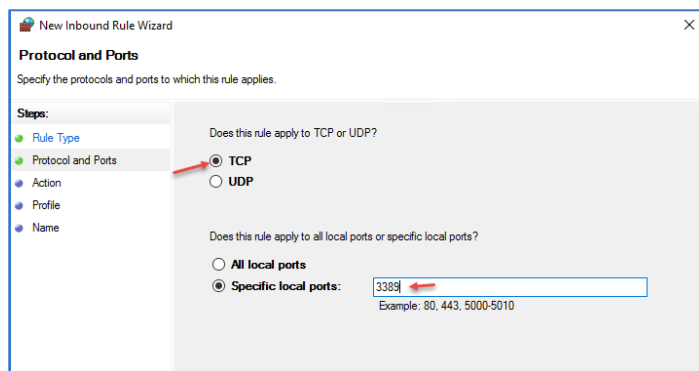 New Inbound Rule Wizard
Protocol and Ports
Specify the protocols and ports to which this rule applies.
Steps:
Rule Type
Protocol and Ports
Action
Profile
Name
Does this rule apply to TCP or UDP?
TCP
UDP
Does this rule apply to all local ports or specific local ports?
All local ports
Specific local ports: 3389
Example: 80, 443, 5000-5010